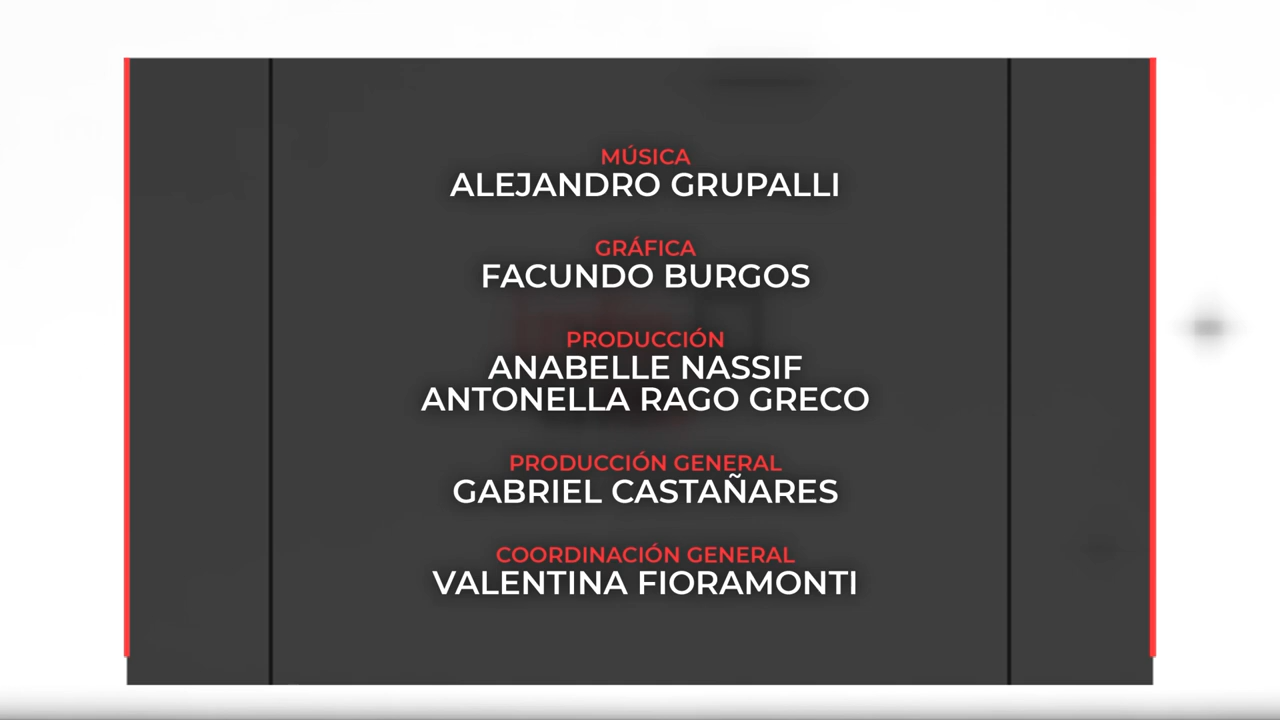 MÚSICA
ALEJANDRO GRUPALLI
GRÁFICA
FACUNDO BURGOS
PRODUCCIÓN
ANABELLE NASSIF
ANTONELLA RAGO GRECO
PRODUCCIÓN GENERAL
GABRIEL CASTAÑARES
COORDINACIÓN GENERAL
VALENTINA FIORAMONTI